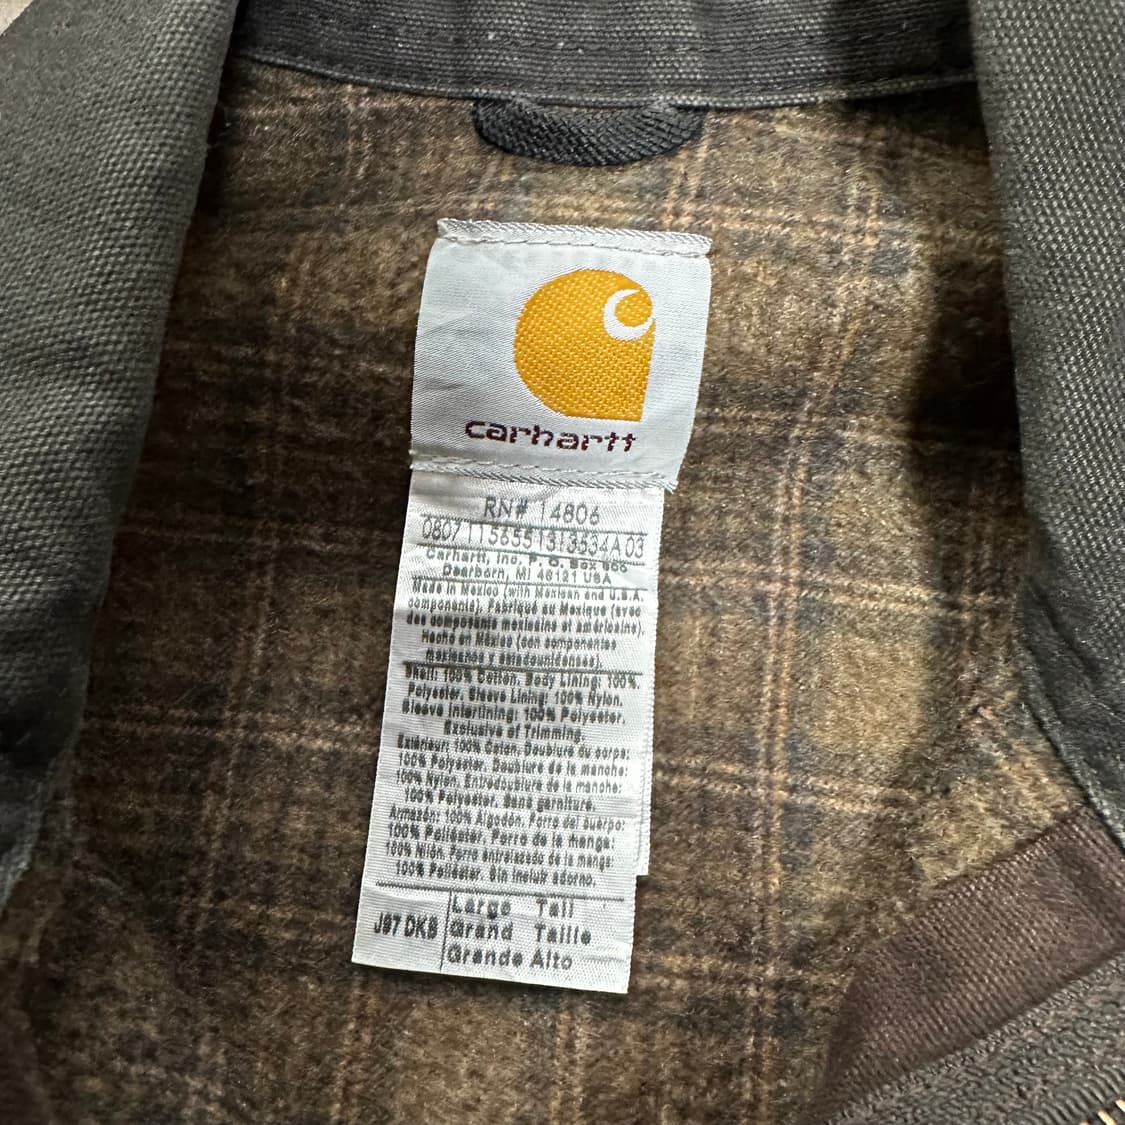 carhartt
RN# 14806
0807 115655 1313534A 03
Carhartt, Inc. P. O. Box 600
Dearborn, MI 48121 USA
Made in Mexico (with Mexican and U.S.A.
components). Fabriqué au Mexique (avec
des composants mexicains et américains).
Hecho en México (con componentes
mexicanos y estadounidenses).
Shell: 100% Cotton. Body Lining: 100%
Polyester. Sleeve Lining: 100% Nylon.
Sleeve Interlining: 100% Polyester.
Exclusive of Trimming.
Extérieur: 100% Coton. Doublure du corps:
100% Polyester. Doublure de la manche:
100% Nylon. Entredoublure de la manche:
100% Polyester. Sans garniture.
Armazón: 100% Algodón. Forro del cuerpo:
100% Poliéster. Forro de la manga:
100% Nilón. Forro entrelazado de la manga:
100% Poliéster. Sin incluir adorno.
J97 DKB
Large Tall
Grand Taille
Grande Alto